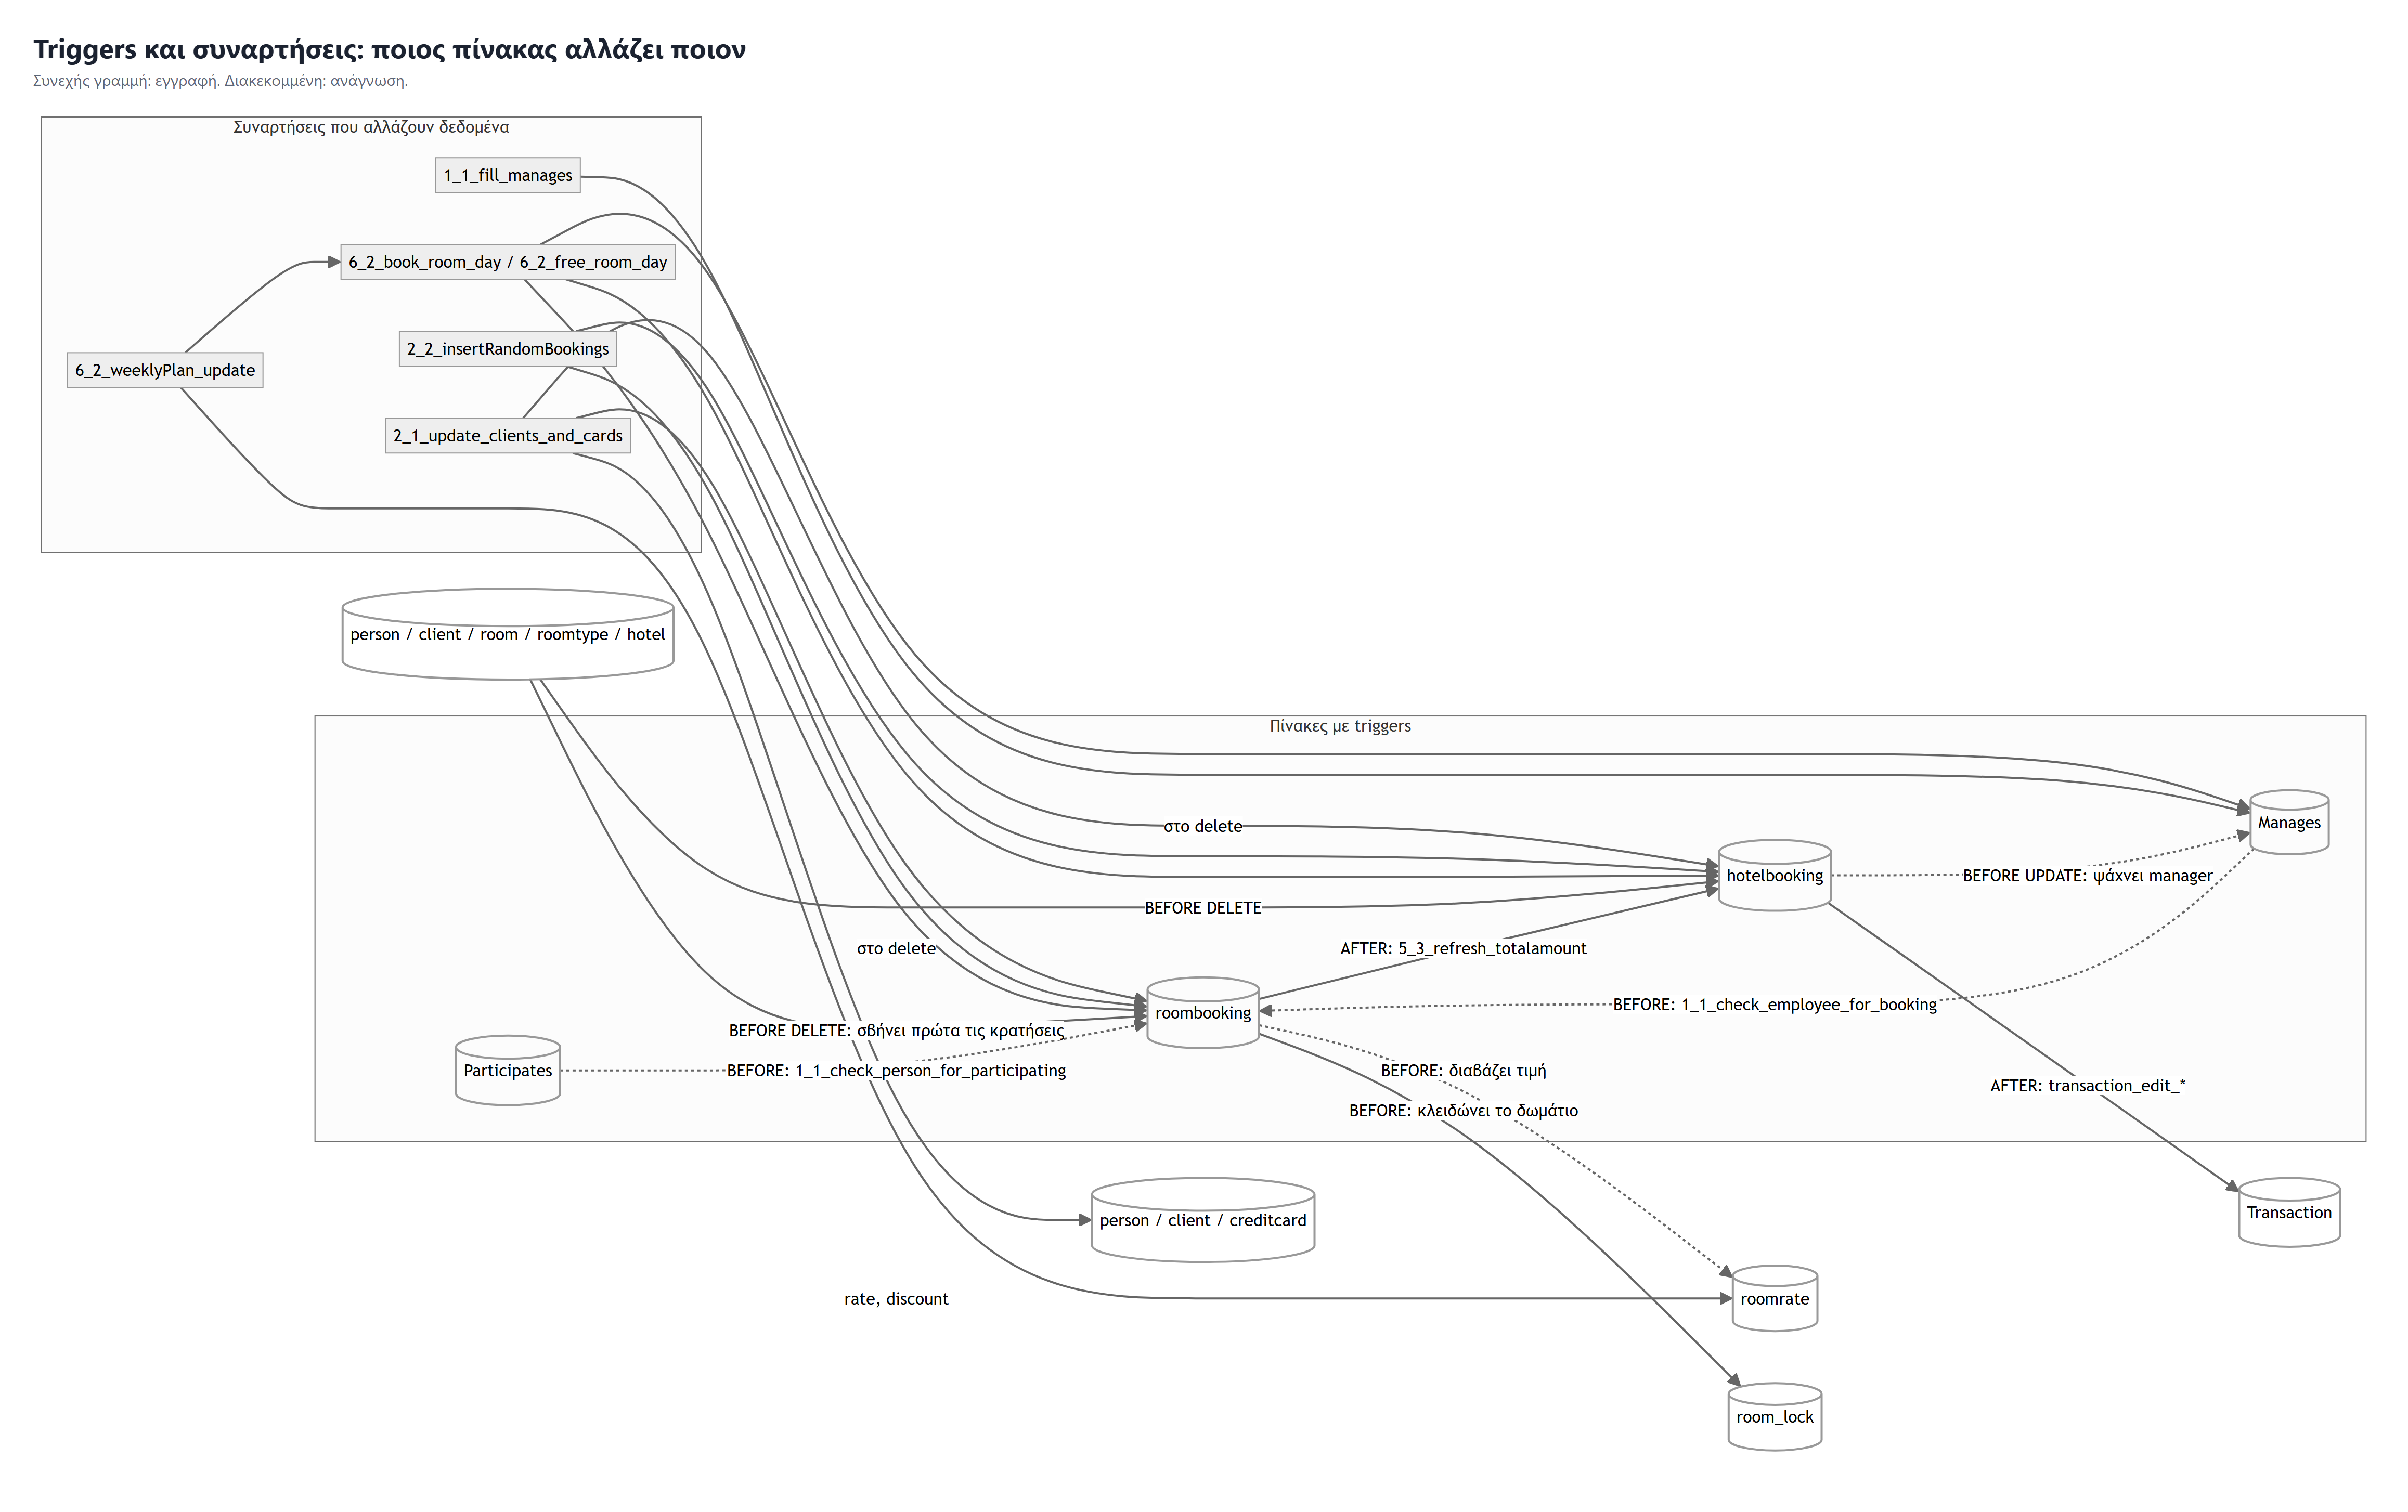 Triggers και συναρτήσεις: ποιος πίνακας αλλάζει ποιον
Συνεχής γραμμή: εγγραφή. Διακεκομμένη: ανάγνωση.
Συναρτήσεις που αλλάζουν δεδομένα
1_1_fill_manages
6_2_book_room_day / 6_2_free_room_day
2_2_insertRandomBookings
6_2_weeklyPlan_update
2_1_update_clients_and_cards
person / client / room / roomtype / hotel
Πίνακες με triggers
Manages
στο delete
hotelbooking
BEFORE UPDATE: ψάχνει manager
BEFORE DELETE
στο delete
AFTER: 5_3_refresh_totalamount
BEFORE: 1_1_check_employee_for_booking
roombooking
BEFORE DELETE: σβήνει πρώτα τις κρατήσεις
Participates
BEFORE: 1_1_check_person_for_participating
BEFORE: διαβάζει τιμή
AFTER: transaction_edit_*
BEFORE: κλειδώνει το δωμάτιο
person / client / creditcard
Transaction
rate, discount
roomrate
room_lock